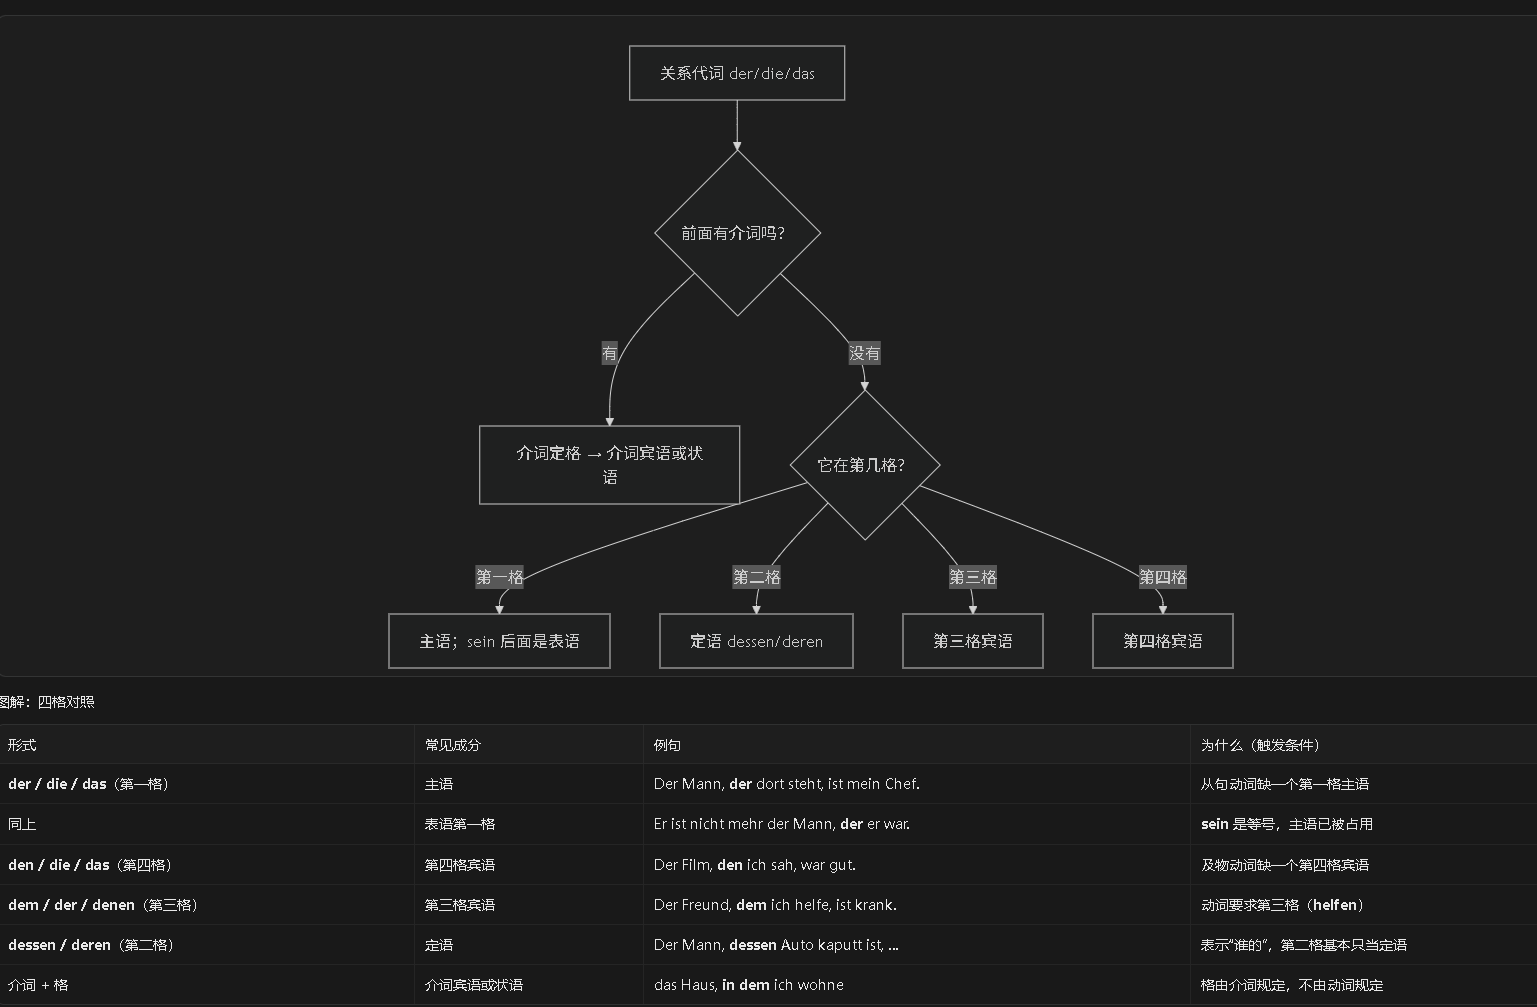 关系代词 der/die/das
前面有介词吗？
有
没有
介词定格 → 介词宾语或状
语
它在第几格？
第一格
第二格
第三格
第四格
主语；sein 后面是表语
定语 dessen/deren
第三格宾语
第四格宾语
图解：四格对照
形式
常见成分
例句
为什么（触发条件）
der / die / das（第一格）
主语
Der Mann, der dort steht, ist mein Chef.
从句动词缺一个第一格主语
同上
表语第一格
Er ist nicht mehr der Mann, der er war.
sein 是等号，主语已被占用
den / die / das（第四格）
第四格宾语
Der Film, den ich sah, war gut.
及物动词缺一个第四格宾语
dem / der / denen（第三格）
第三格宾语
Der Freund, dem ich helfe, ist krank.
动词要求第三格（helfen）
dessen / deren（第二格）
定语
Der Mann, dessen Auto kaputt ist, ...
表示“谁的”，第二格基本只当定语
介词 + 格
介词宾语或状语
das Haus, in dem ich wohne
格由介词规定，不由动词规定